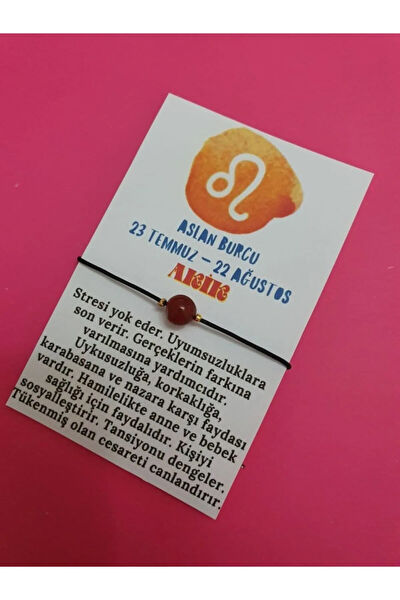 ASLAN BURCU
23 TEMMUZ – 22 AĞUSTOS
AKİK
Stresi yok eder. Uyumsuzluklara
son verir. Gerçeklerin farkına
varılmasına yardımcıdır.
Uykusuzluğa, korkaklığa,
karabasana ve nazara karşı faydası
vardır. Hamilelikte anne ve bebek
sağlığı için faydalıdır. Kişiyi
sosyalleştirir. Tansiyonu dengeler.
Tükenmiş olan cesareti canlandırır.